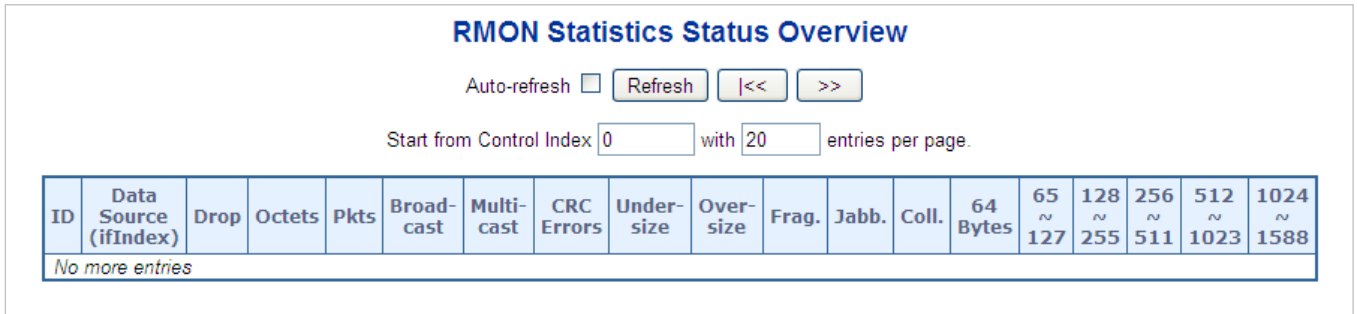 RMON Statistics Status Overview
Auto-refresh Refresh |<< >>
Start from Control Index 0 with 20 entries per page.
ID Data Source (ifIndex) Drop Octets Pkts Broad-cast Multi-cast CRC Errors Under-size Over-size Frag. Jabb. Coll. 64 Bytes 65 ~ 127 128 ~ 255 256 ~ 511 512 ~ 1023 1024 ~ 1588
No more entries